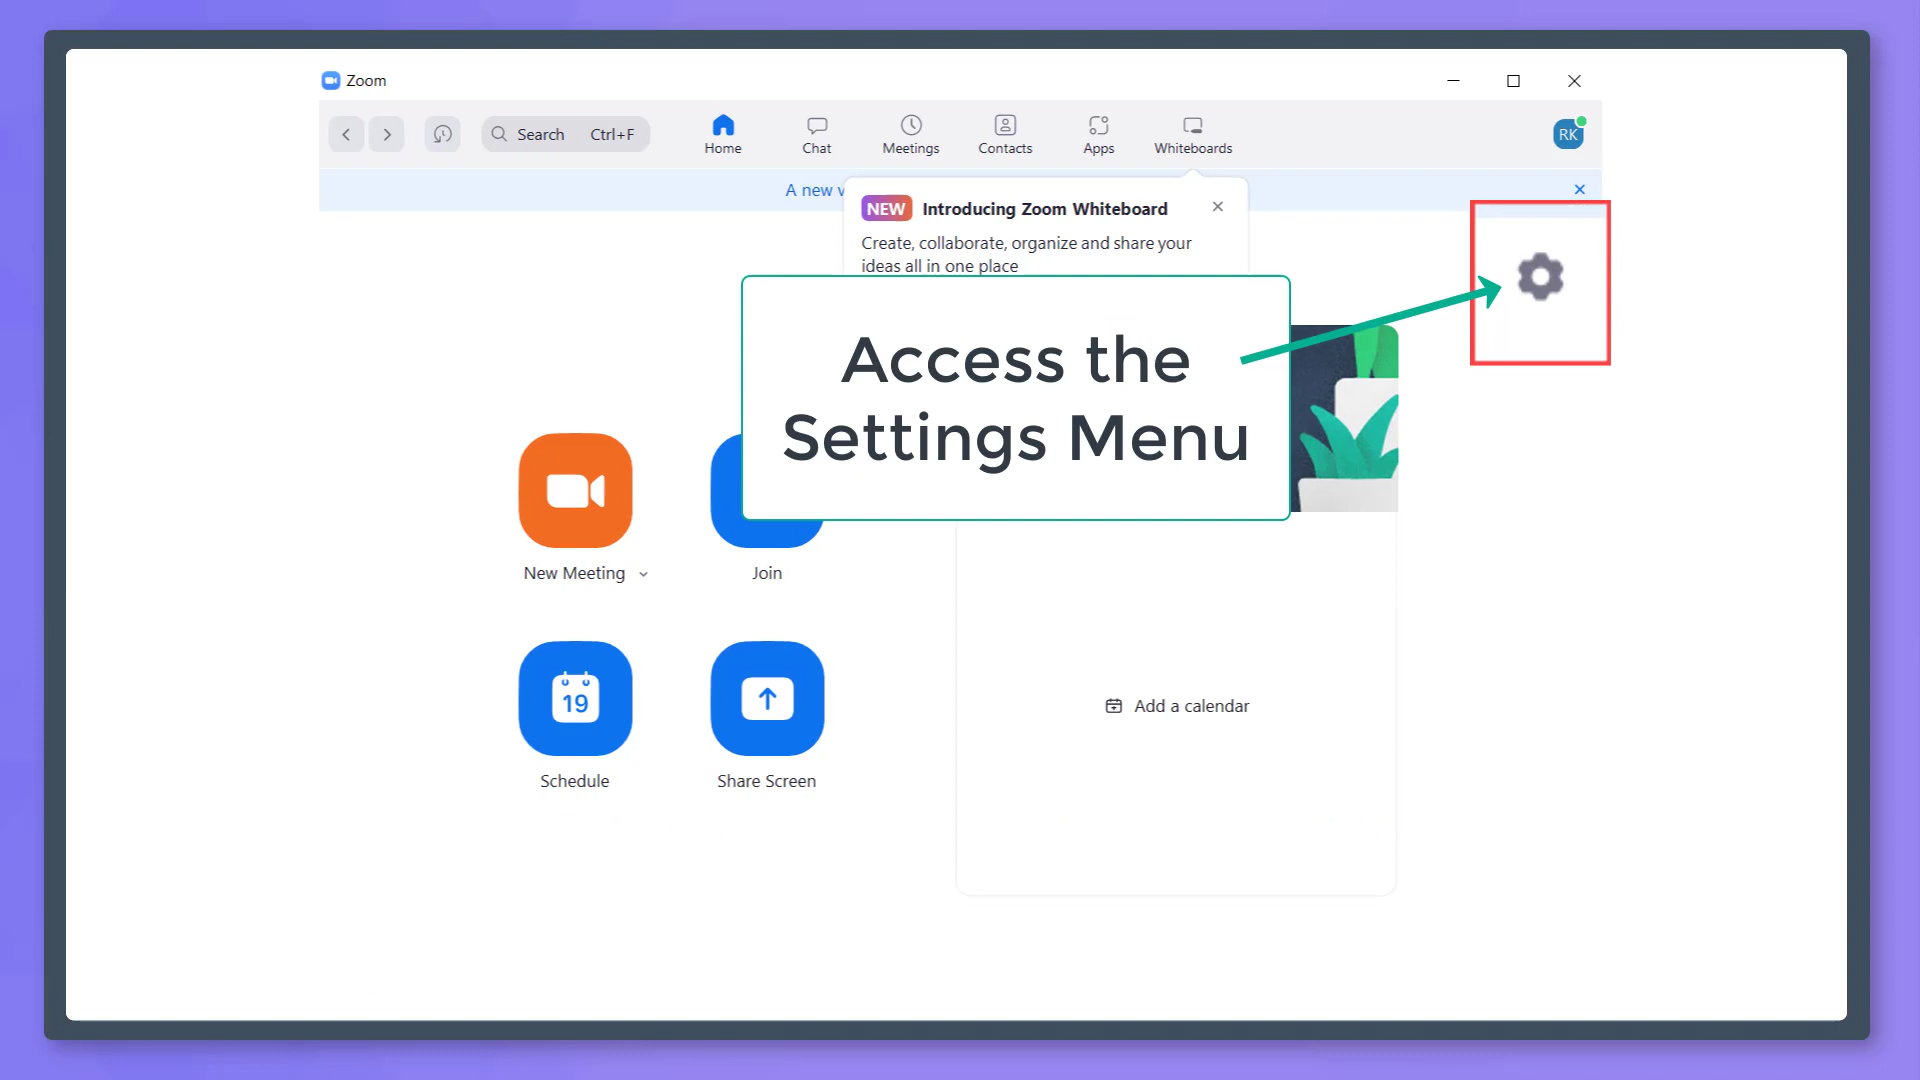 Zoom
Search Ctrl+F
Home
Chat
Meetings
Contacts
Apps
Whiteboards
RK
A new
NEW Introducing Zoom Whiteboard
Create, collaborate, organize and share your
ideas all in one place
Access the
Settings Menu
New Meeting
Join
19
Schedule
Share Screen
Add a calendar